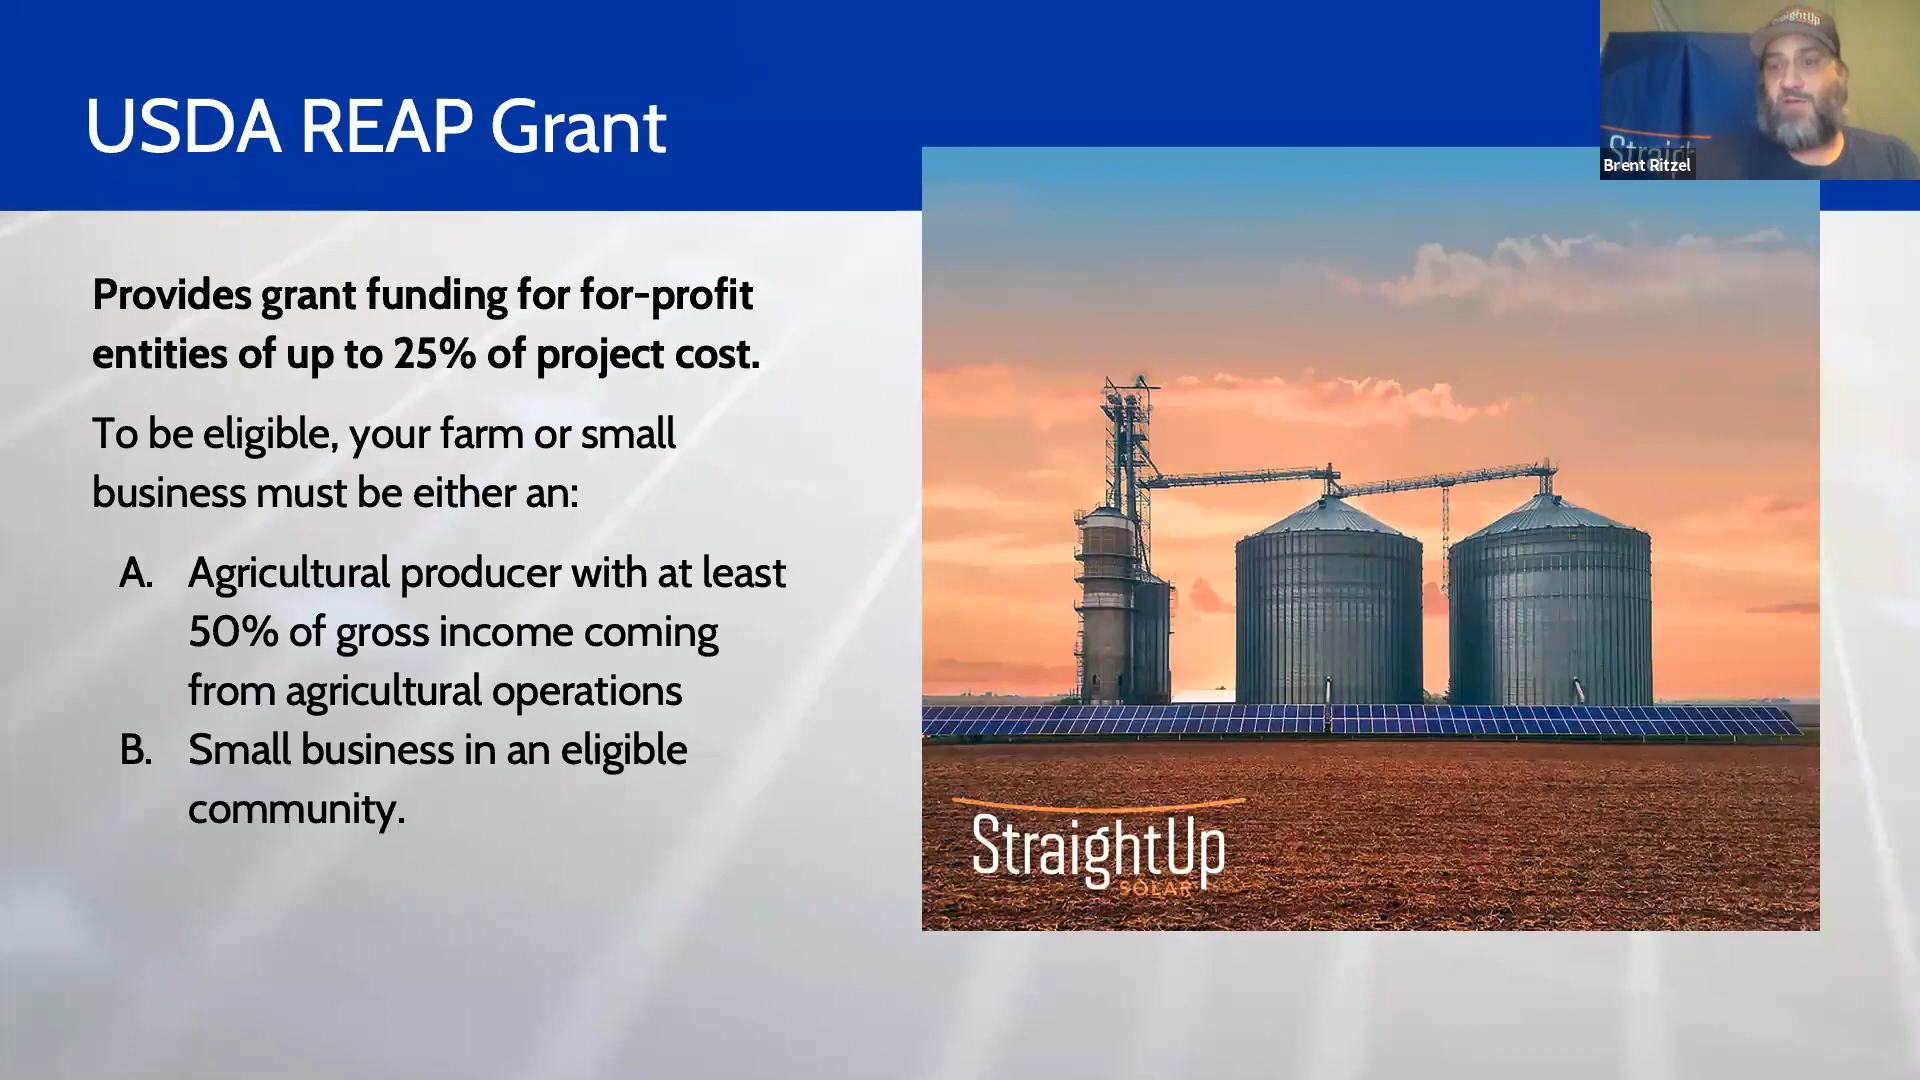 USDA REAP Grant
Provides grant funding for for-profit
entities of up to 25% of project cost.
To be eligible, your farm or small
business must be either an:
A. Agricultural producer with at least
50% of gross income coming
from agricultural operations
B. Small business in an eligible
community.
StraightUp
SOLAR
Brent Ritzel